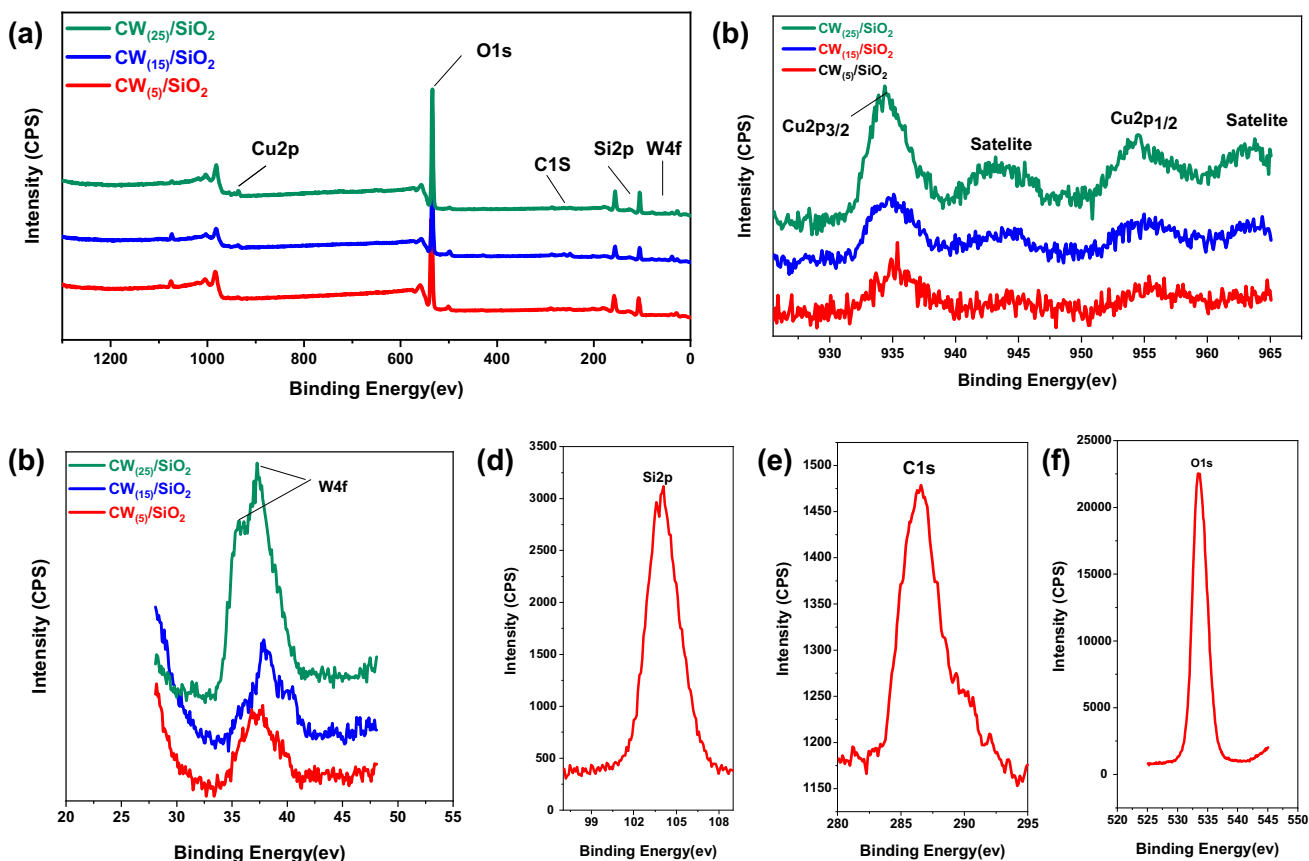 (a)
CW(25)/SiO2
CW(15)/SiO2
CW(5)/SiO2
O1s
Cu2p
C1S
Si2p
W4f
Intensity (CPS)
1200 1000 800 600 400 200 0
Binding Energy(ev)
(b)
CW(25)/SiO2
CW(15)/SiO2
CW(5)/SiO2
Cu2p3/2
Satelite
Cu2p1/2
Satelite
Intensity (CPS)
930 935 940 945 950 955 960 965
Binding Energy(ev)
(b)
CW(25)/SiO2
CW(15)/SiO2
CW(5)/SiO2
W4f
Intensity (CPS)
20 25 30 35 40 45 50 55
Binding Energy(ev)
(d)
Si2p
Intensity (CPS)
3500
3000
2500
2000
1500
1000
500
0
99 102 105 108
Binding Energy(ev)
(e)
C1s
Intensity (CPS)
1500
1450
1400
1350
1300
1250
1200
1150
280 285 290 295
Binding Energy(ev)
(f)
O1s
Intensity (CPS)
25000
20000
15000
10000
5000
0
520 525 530 535 540 545 550
Binding Energy(ev)